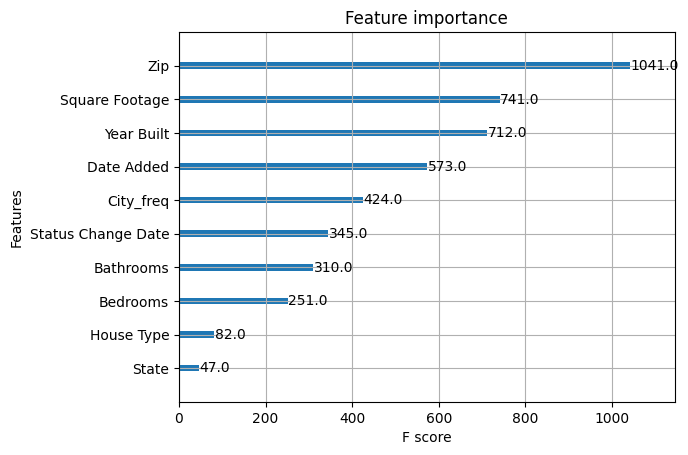 Feature importance
Zip 1041.0
Square Footage 741.0
Year Built 712.0
Date Added 573.0
City_freq 424.0
Status Change Date 345.0
Bathrooms 310.0
Bedrooms 251.0
House Type 82.0
State 47.0
Features
0 200 400 600 800 1000
F score